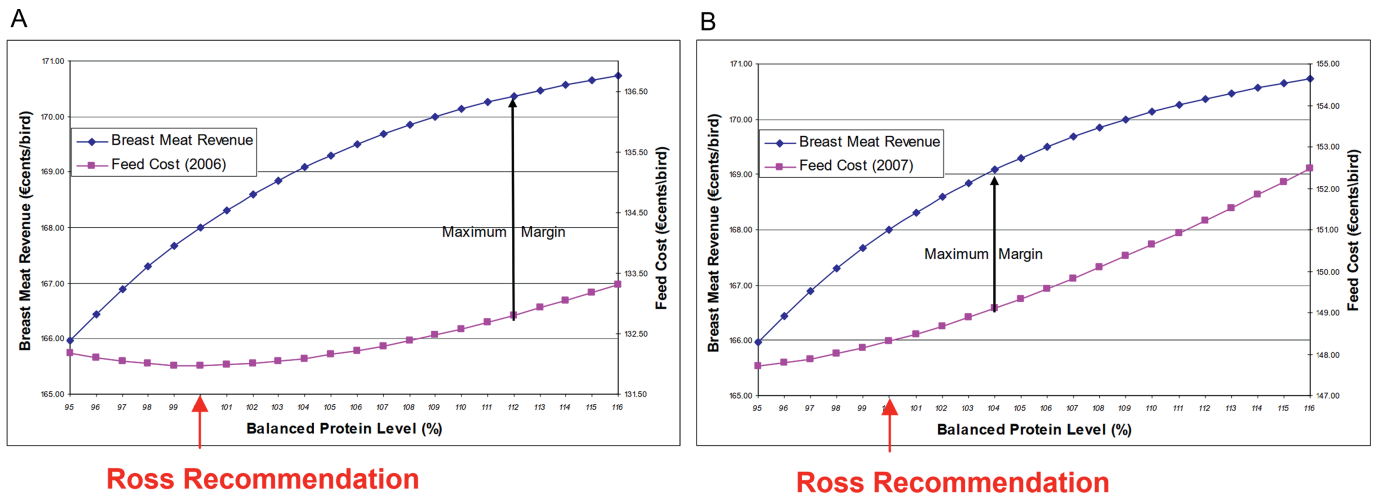 A
171.00
170.00
169.00
168.00
167.00
166.00
165.00
Breast Meat Revenue (€cents/bird)
Breast Meat Revenue
Feed Cost (2006)
Maximum Margin
136.50
135.50
134.50
133.50
132.50
131.50
Feed Cost (€cents\bird)
95 96 97 98 99 100 101 102 103 104 105 106 107 108 109 110 111 112 113 114 115 116
Balanced Protein Level (%)
Ross Recommendation
B
171.00
170.00
169.00
168.00
167.00
166.00
165.00
Breast Meat Revenue (€cents/bird)
Breast Meat Revenue
Feed Cost (2007)
Maximum Margin
155.00
154.00
153.00
152.00
151.00
150.00
149.00
148.00
147.00
Feed Cost (€cents\bird)
95 96 97 98 99 100 101 102 103 104 105 106 107 108 109 110 111 112 113 114 115 116
Balanced Protein Level (%)
Ross Recommendation